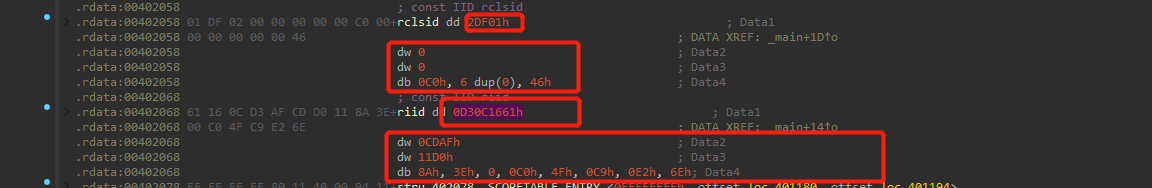 .rdata:00402058 ; const IID rclsid
.rdata:00402058 01 DF 02 00 00 00 00 00 C0 00+rclsid dd 2DF01h ; Data1
.rdata:00402058 00 00 00 00 00 46 ; DATA XREF: _main+1D↑o
.rdata:00402058 dw 0 ; Data2
.rdata:00402058 dw 0 ; Data3
.rdata:00402058 db 0C0h, 6 dup(0), 46h ; Data4
.rdata:00402068 ; const IID riid
.rdata:00402068 61 16 0C D3 AF CD D0 11 8A 3E+riid dd 0D30C1661h ; Data1
.rdata:00402068 00 C0 4F C9 E2 6E ; DATA XREF: _main+14↑o
.rdata:00402068 dw 0CDAFh ; Data2
.rdata:00402068 dw 11D0h ; Data3
.rdata:00402068 db 8Ah, 3Eh, 0, 0C0h, 4Fh, 0C9h, 0E2h, 6Eh; Data4